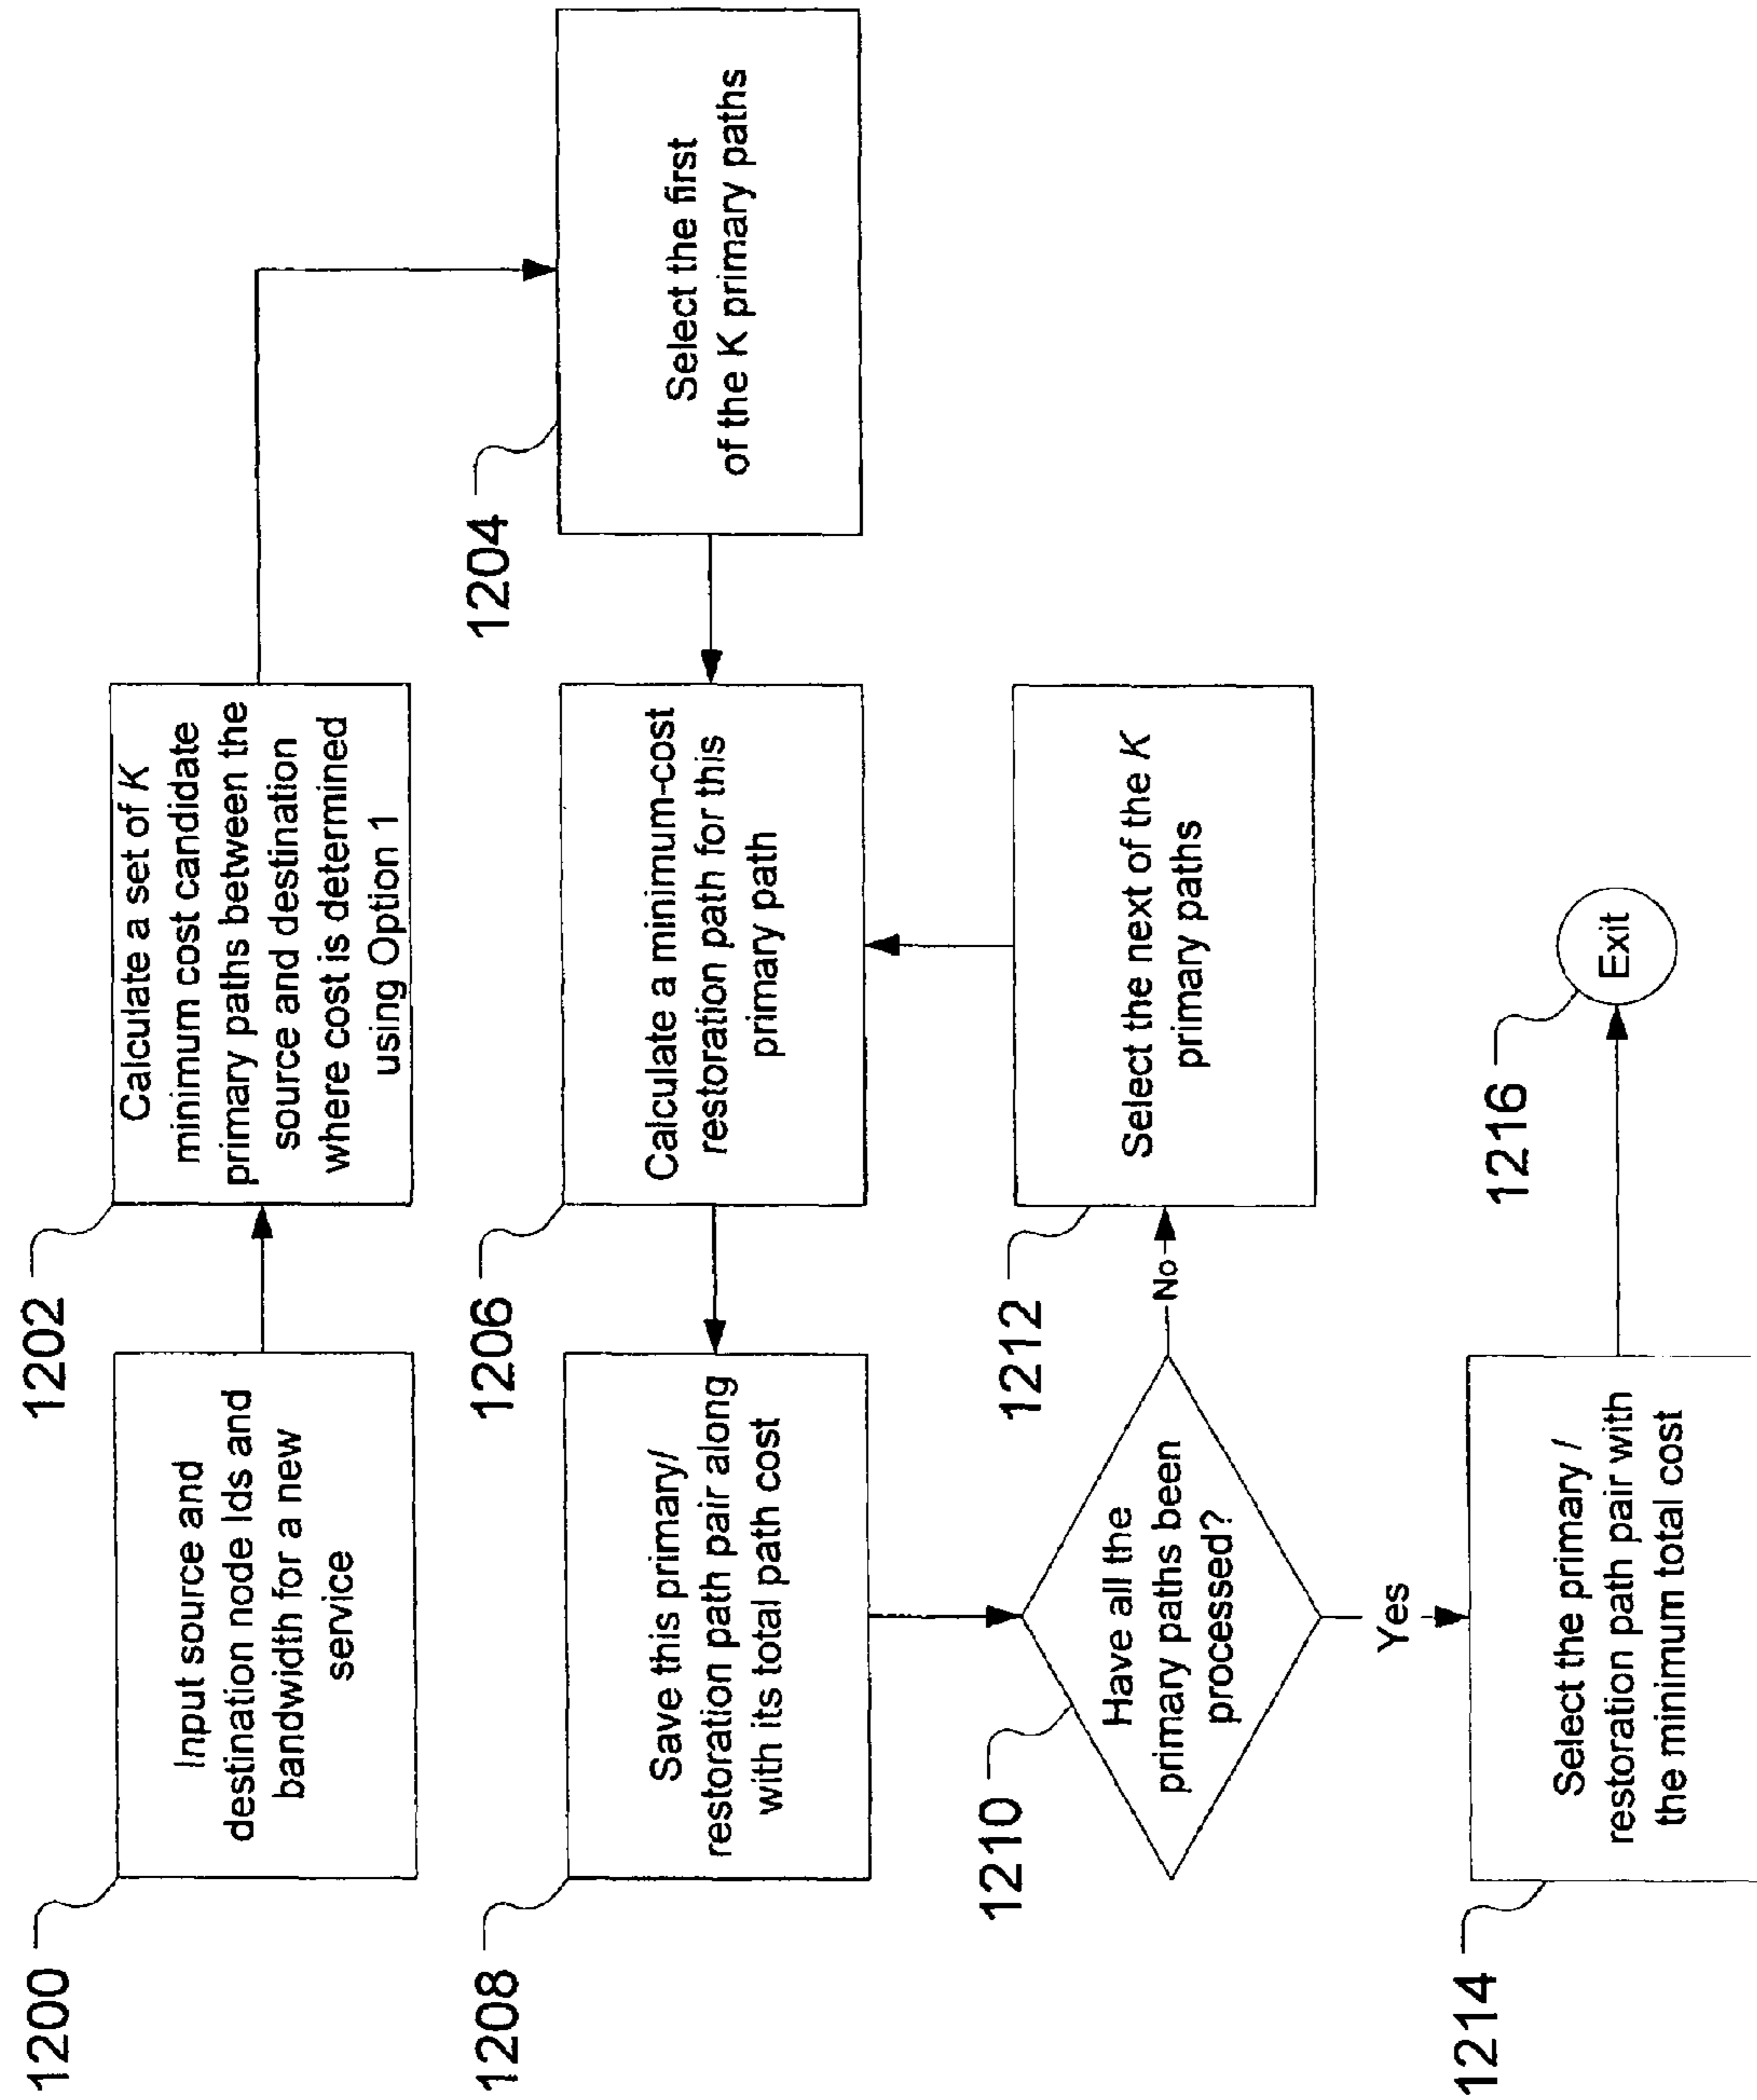 1200
Input source and
destination node Ids and
bandwidth for a new
service
1202
Calculate a set of K
minimum cost candidate
primary paths between the
source and destination
where cost is determined
using Option 1
1204
Select the first
of the K primary paths
1206
Calculate a minimum-cost
restoration path for this
primary path
1208
Save this primary/
restoration path pair along
with its total path cost
1210
Have all the
primary paths been
processed?
No
1212
Select the next of the K
primary paths
Yes
1214
Select the primary /
restoration path pair with
the minimum total cost
1216
Exit